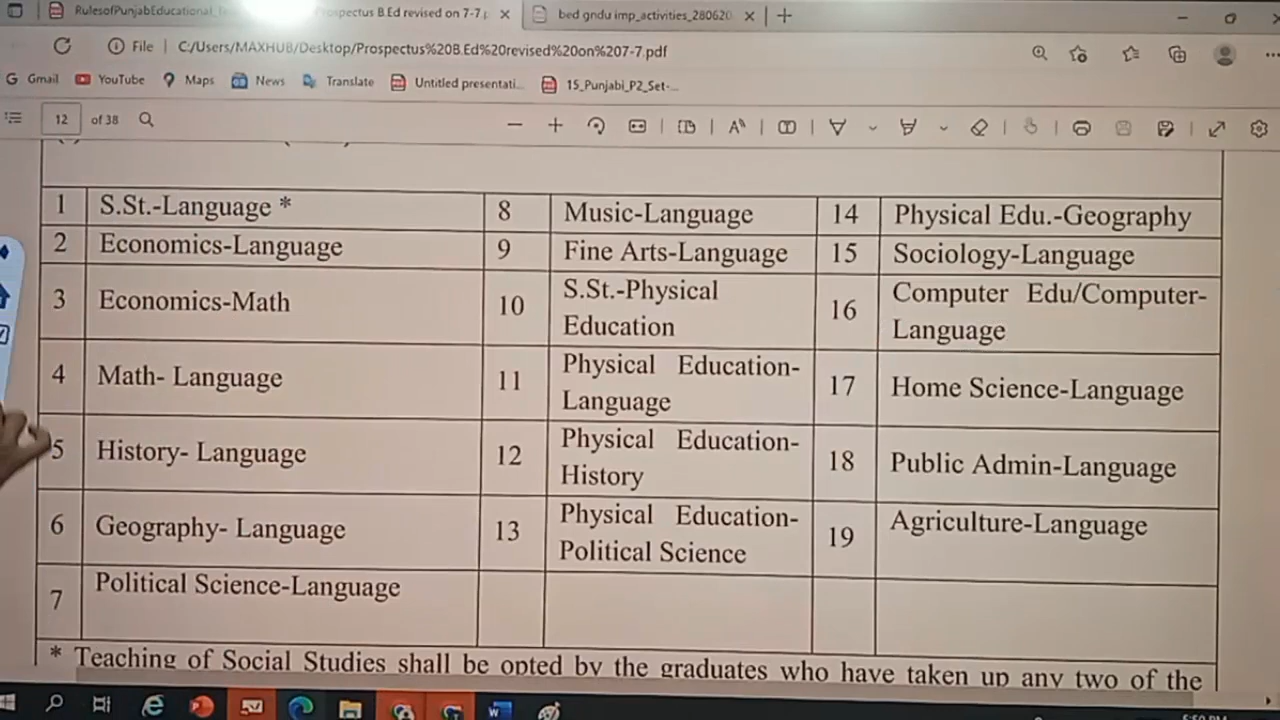 RulesofPunjabEducational_
rospectus B.Ed revised on 7-7.p
bed gndu imp_activities_280620
File
C:/Users/MAXHUB/Desktop/Prospectus%20B.Ed%20revised%20on%207-7.pdf
Gmail YouTube Maps News Translate Untitled presentati... 15_Punjabi_P2_Set-...
12 of 38
1 S.St.-Language * 8 Music-Language 14 Physical Edu.-Geography
2 Economics-Language 9 Fine Arts-Language 15 Sociology-Language
3 Economics-Math 10 S.St.-Physical Education 16 Computer Edu/Computer-Language
4 Math- Language 11 Physical Education-Language 17 Home Science-Language
5 History- Language 12 Physical Education-History 18 Public Admin-Language
6 Geography- Language 13 Physical Education-Political Science 19 Agriculture-Language
7 Political Science-Language
* Teaching of Social Studies shall be opted by the graduates who have taken up any two of the